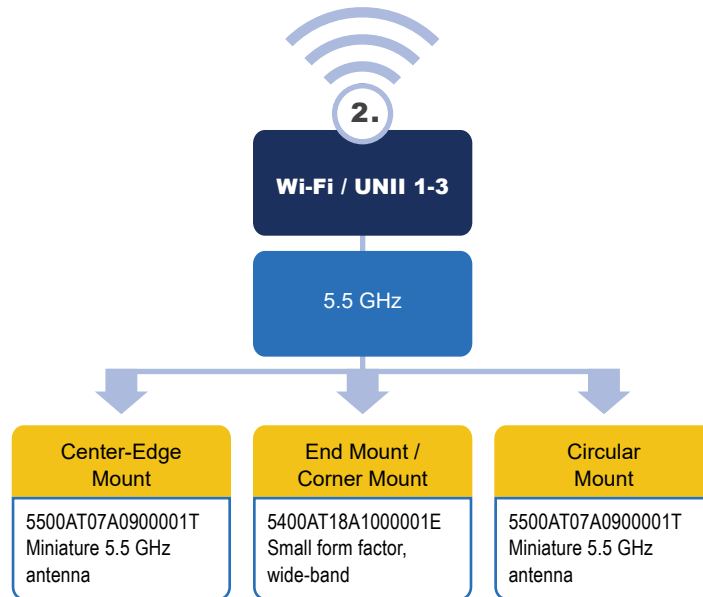 2.
Wi-Fi / UNII 1-3
5.5 GHz
Center-Edge
Mount
5500AT07A0900001T
Miniature 5.5 GHz
antenna
End Mount /
Corner Mount
5400AT18A1000001E
Small form factor,
wide-band
Circular
Mount
5500AT07A0900001T
Miniature 5.5 GHz
antenna